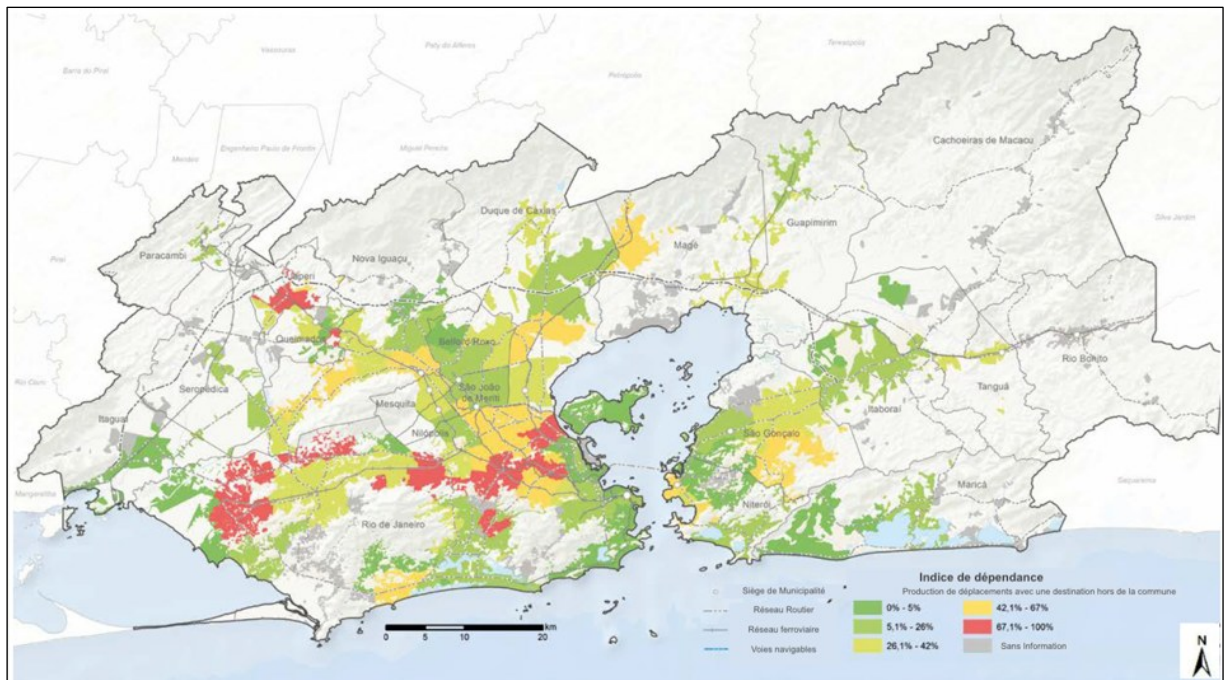 Vassouras
Paty do Alferes
Teresópolis
Barra do Piraí
Petrópolis
Cachoeiras de Macacu
Engenheiro Paulo de Frontin
Miguel Pereira
Mendes
Silva Jardim
Duque de Caxias
Guapimirim
Paracambi
Nova Iguaçu
Magé
Piraí
Japeri
Queimados
Belford Roxo
Rio Bonito
Rio Claro
Seropédica
São João
de Meriti
Mesquita
Tanguá
Itaboraí
Itaguaí
Nilópolis
São Gonçalo
Mangaratiba
Maricá
Saquarema
Niterói
Rio de Janeiro
Indice de dépendance
Siège de Municipalité
Production de déplacements avec une destination hors de la commune
0% - 5%
42,1% - 67%
Réseau Routier
5,1% - 26%
67,1% - 100%
Réseau ferroviaire
26,1% - 42%
Sans information
Voies navigables
km
0 5 10 20
N